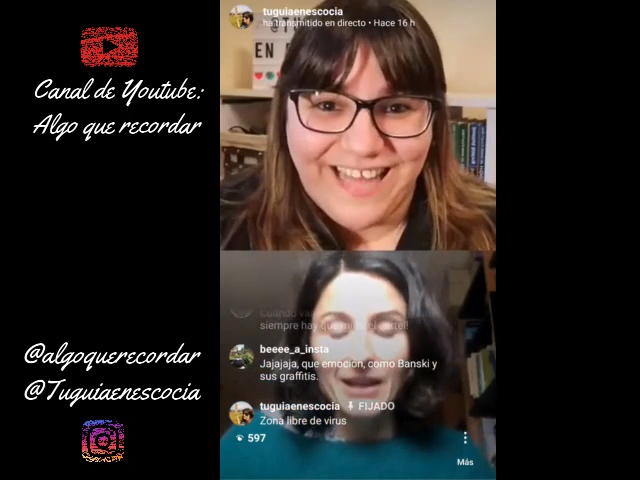 Canal de Youtube:
Algo que recordar
@algoquerecordar
@Tuguiaenescocia
tuguiaenescocia
ha transmitido en directo • Hace 16 h
EN
siempre hay que
beeee_a_insta
Jajajaja, que emoción, como Banski y
sus graffitis.
tuguiaenescocia FIJADO
Zona libre de virus
597
Más